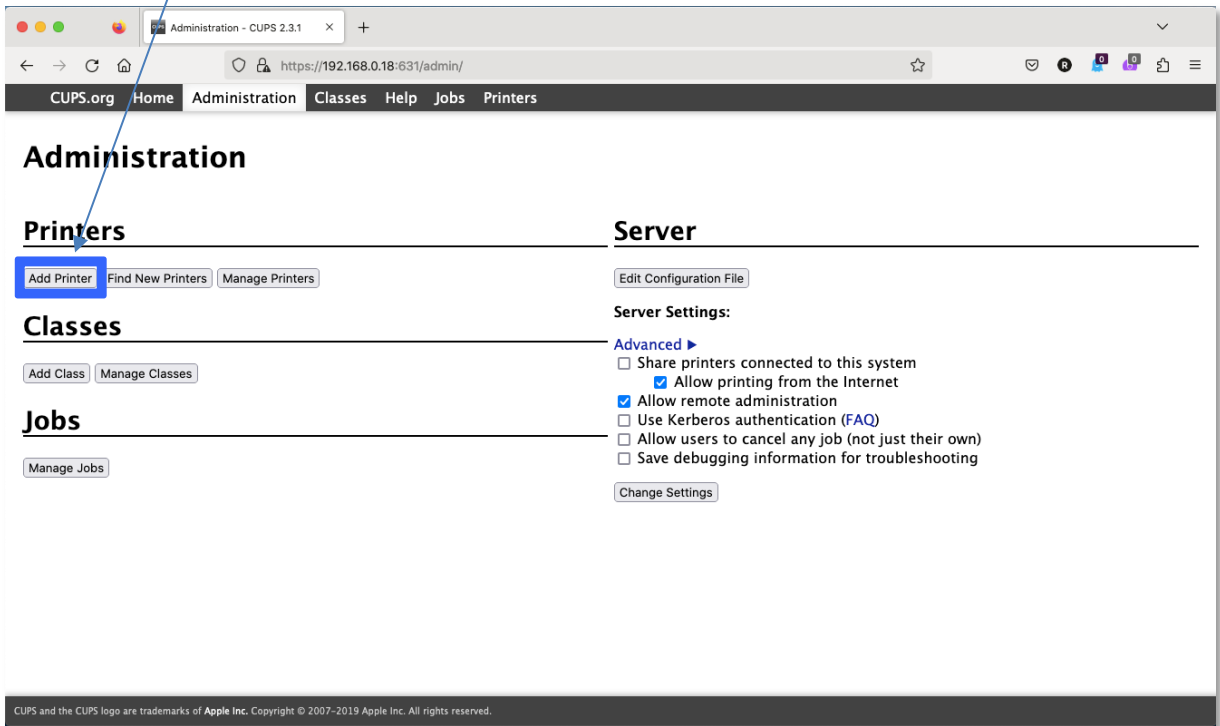 Administration - CUPS 2.3.1
https://192.168.0.18:631/admin/
CUPS.org Home Administration Classes Help Jobs Printers
Administration
Printers
Add Printer Find New Printers Manage Printers
Classes
Add Class Manage Classes
Jobs
Manage Jobs
Server
Edit Configuration File
Server Settings:
Advanced ▶
Share printers connected to this system
Allow printing from the Internet
Allow remote administration
Use Kerberos authentication (FAQ)
Allow users to cancel any job (not just their own)
Save debugging information for troubleshooting
Change Settings
CUPS and the CUPS logo are trademarks of Apple Inc. Copyright © 2007-2019 Apple Inc. All rights reserved.